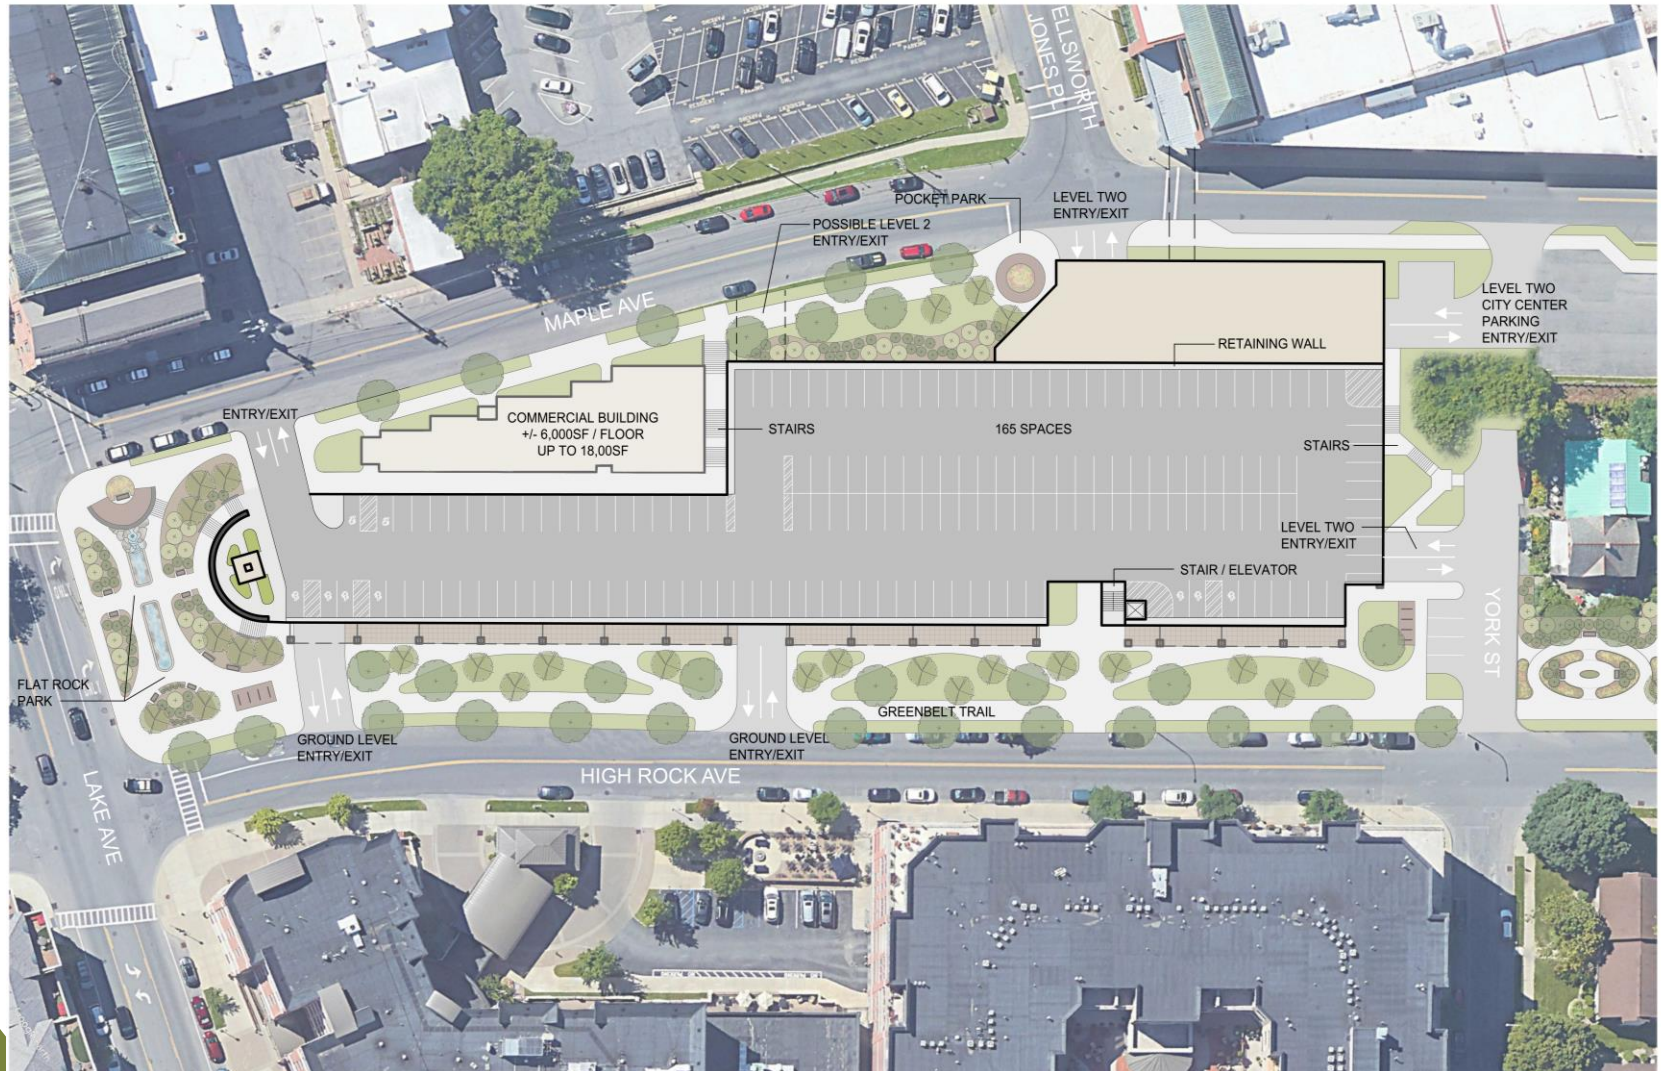 ELLSWORTH
JONES PL
POCKET PARK
LEVEL TWO
ENTRY/EXIT
POSSIBLE LEVEL 2
ENTRY/EXIT
MAPLE AVE
LEVEL TWO
CITY CENTER
PARKING
ENTRY/EXIT
RETAINING WALL
ENTRY/EXIT
COMMERCIAL BUILDING
+/- 6,000SF / FLOOR
UP TO 18,00SF
STAIRS
165 SPACES
STAIRS
LEVEL TWO
ENTRY/EXIT
STAIR / ELEVATOR
YORK ST
FLAT ROCK
PARK
GREENBELT TRAIL
GROUND LEVEL
ENTRY/EXIT
GROUND LEVEL
ENTRY/EXIT
HIGH ROCK AVE
LAKE AVE